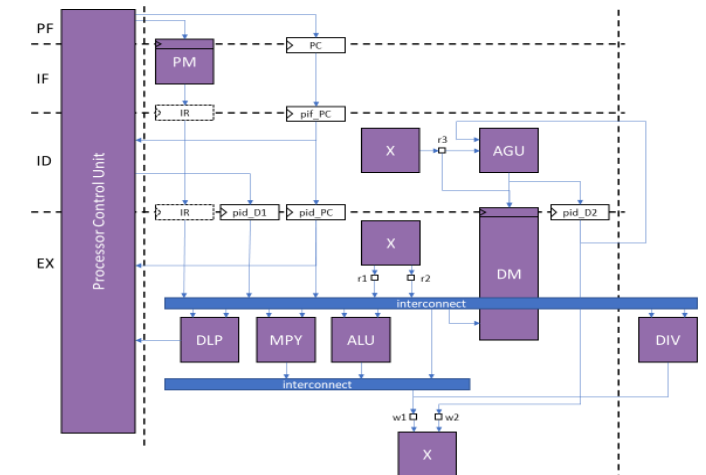 PF
PC
PM
IF
IR
pif_PC
r3
X
AGU
ID
Processor Control Unit
IR
pid_D1
pid_PC
pid_D2
X
EX
DM
r1
r2
interconnect
DLP
MPY
ALU
DIV
interconnect
w1
w2
X